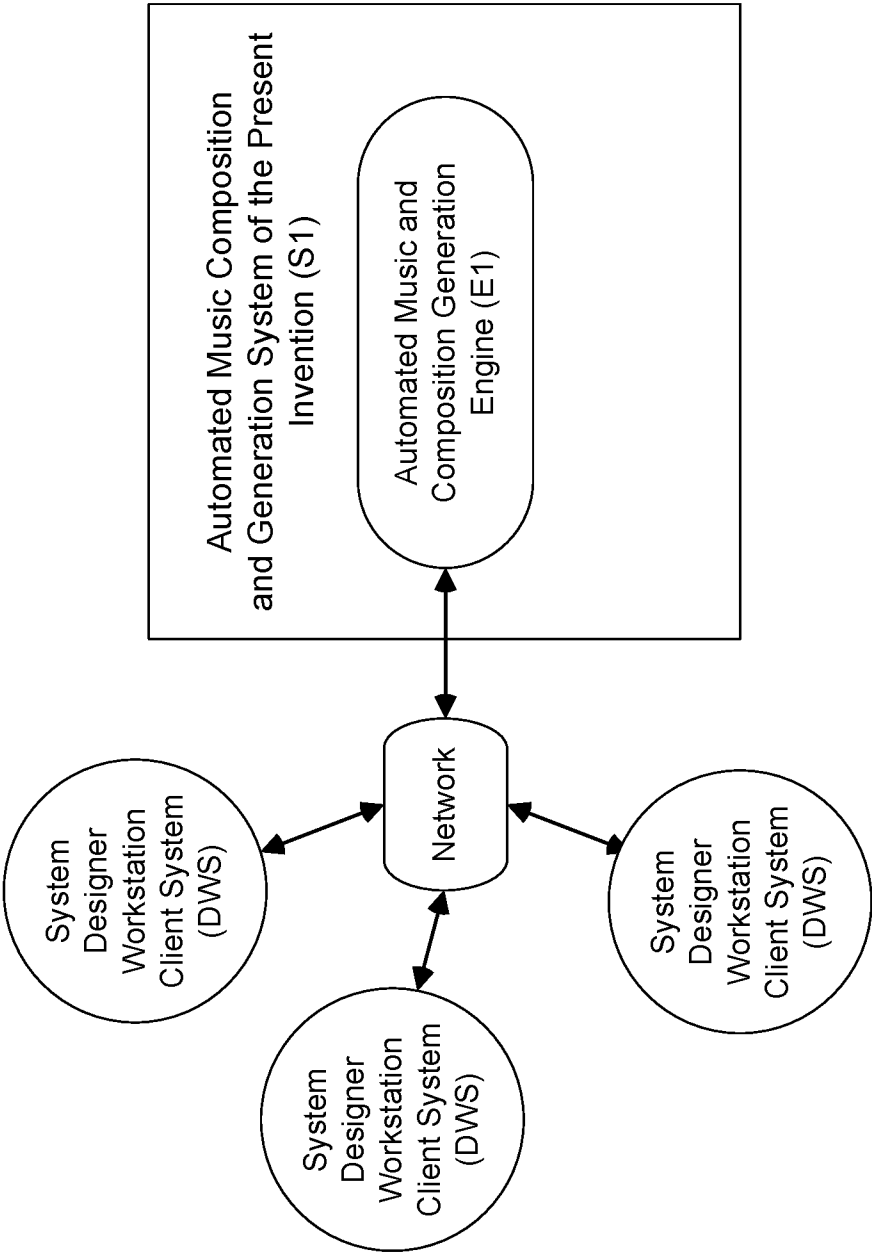 Automated Music Composition
and Generation System of the Present
Invention (S1)
Automated Music and
Composition Generation
Engine (E1)
Network
System
Designer
Workstation
Client System
(DWS)
System
Designer
Workstation
Client System
(DWS)
System
Designer
Workstation
Client System
(DWS)